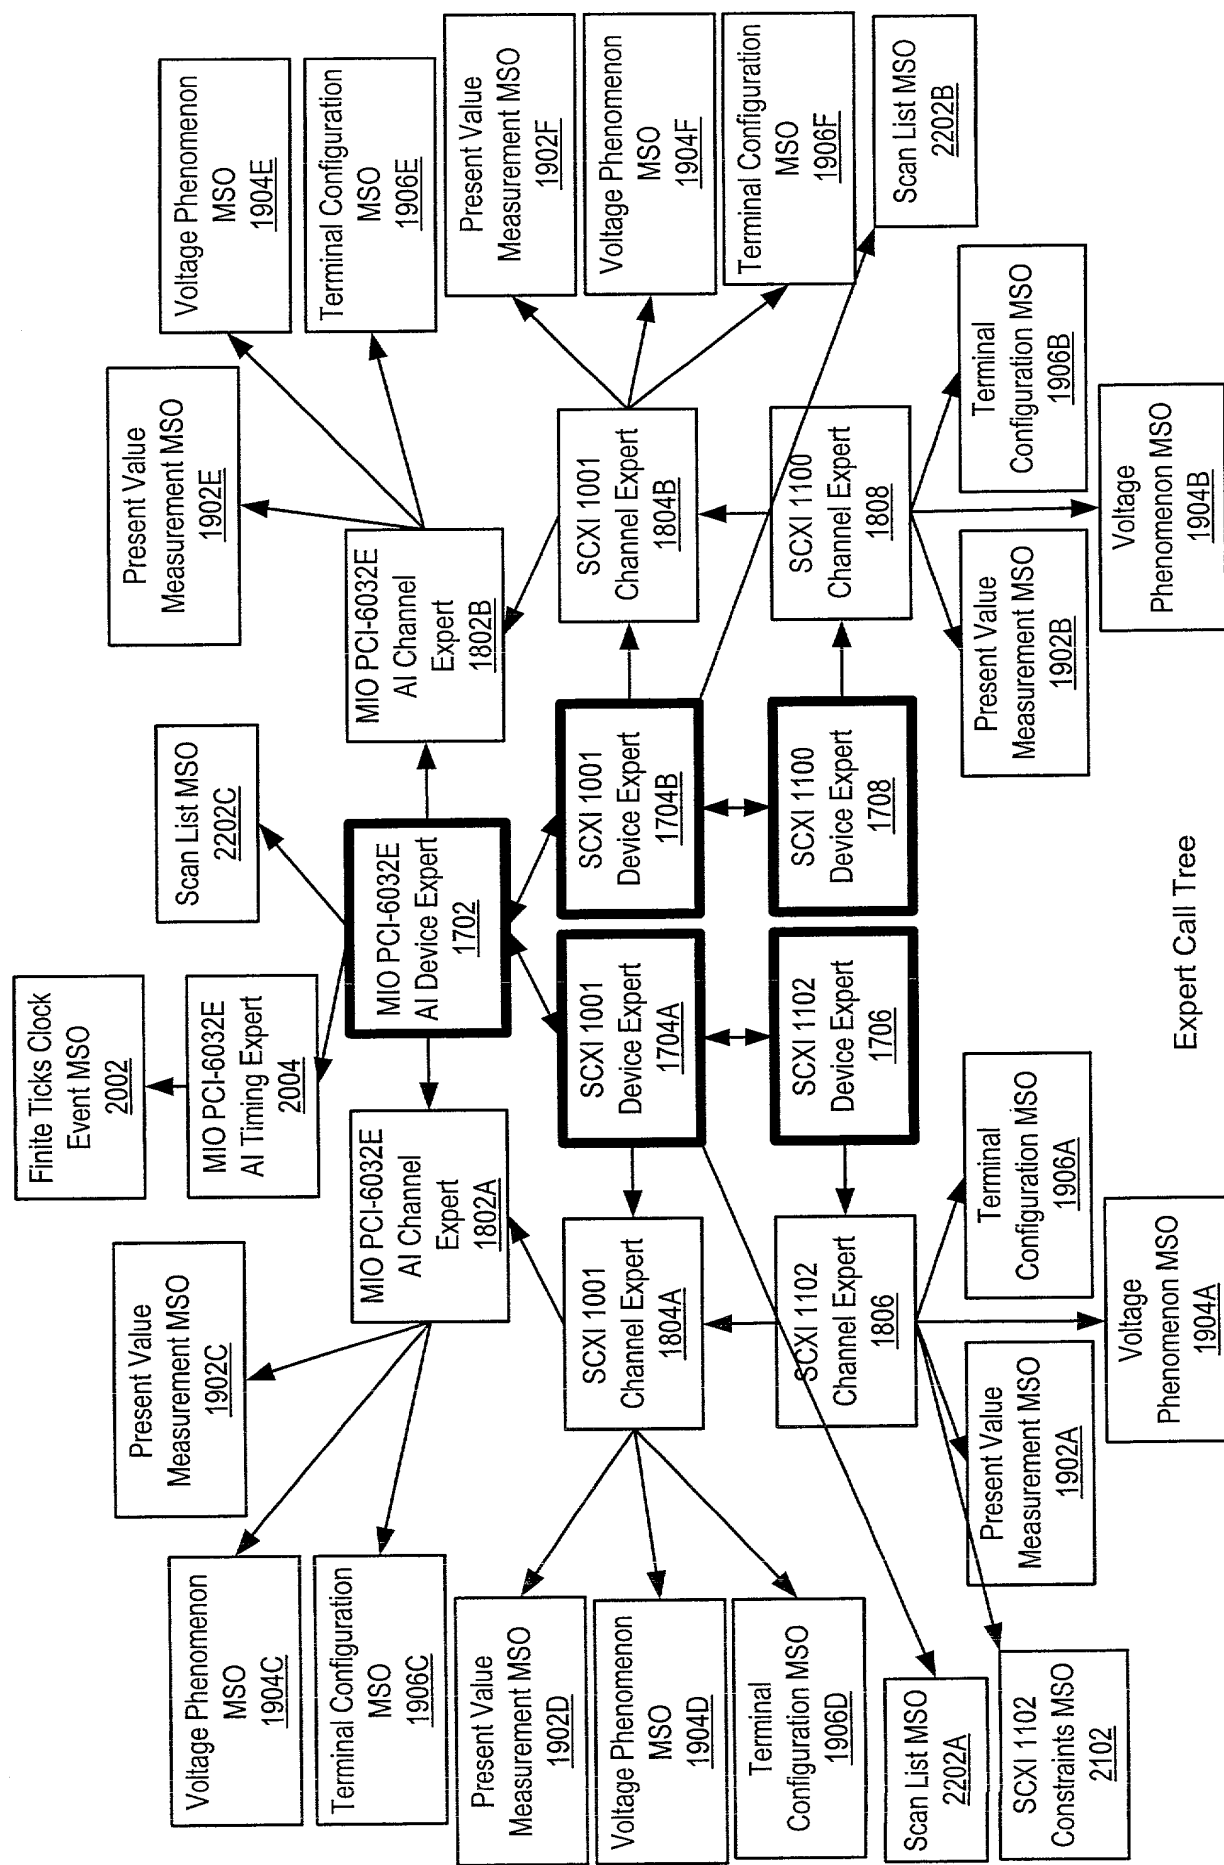 Finite Ticks Clock
Event MSO
2002
MIO PCI-6032E
AI Timing Expert
2004
Scan List MSO
2202C
Present Value
Measurement MSO
1902C
Present Value
Measurement MSO
1902E
Voltage Phenomenon
MSO
1904C
Terminal Configuration
MSO
1906C
Voltage Phenomenon
MSO
1904E
Terminal Configuration
MSO
1906E
MIO PCI-6032E
AI Channel
Expert
1802A
MIO PCI-6032E
AI Device Expert
1702
MIO PCI-6032E
AI Channel
Expert
1802B
Present Value
Measurement MSO
1902D
Voltage Phenomenon
MSO
1904D
Terminal
Configuration MSO
1906D
SCXI 1001
Channel Expert
1804A
SCXI 1001
Device Expert
1704A
SCXI 1001
Device Expert
1704B
SCXI 1001
Channel Expert
1804B
Present Value
Measurement MSO
1902F
Voltage Phenomenon
MSO
1904F
Terminal Configuration
MSO
1906F
SCXI 1102
Channel Expert
1806
SCXI 1102
Device Expert
1706
SCXI 1100
Device Expert
1708
SCXI 1100
Channel Expert
1808
Scan List MSO
2202A
Scan List MSO
2202B
SCXI 1102
Constraints MSO
2102
Present Value
Measurement MSO
1902A
Terminal
Configuration MSO
1906A
Present Value
Measurement MSO
1902B
Terminal
Configuration MSO
1906B
Voltage
Phenomenon MSO
1904A
Voltage
Phenomenon MSO
1904B
Expert Call Tree